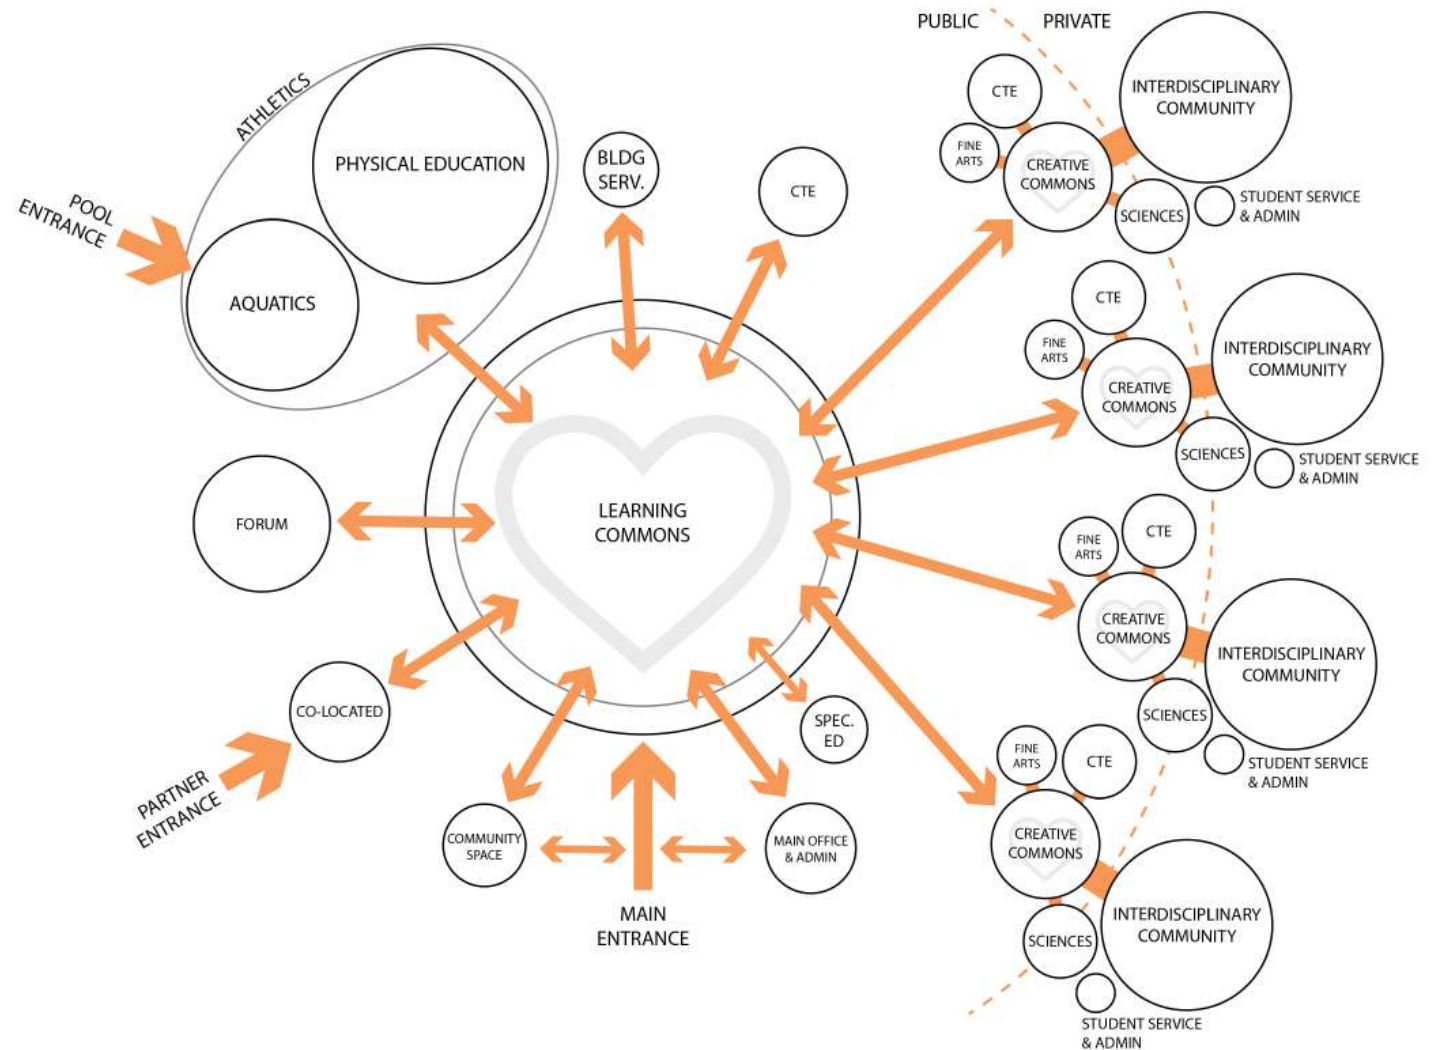 PUBLIC
PRIVATE
ATHLETICS
PHYSICAL EDUCATION
POOL
ENTRANCE
AQUATICS
BLDG
SERV.
CTE
FORUM
LEARNING
COMMONS
CO-LOCATED
PARTNER
ENTRANCE
COMMUNITY
SPACE
MAIN
ENTRANCE
MAIN OFFICE
& ADMIN
SPEC.
ED
CTE
FINE
ARTS
CREATIVE
COMMONS
INTERDISCIPLINARY
COMMUNITY
SCIENCES
STUDENT SERVICE
& ADMIN
CTE
FINE
ARTS
CREATIVE
COMMONS
INTERDISCIPLINARY
COMMUNITY
SCIENCES
STUDENT SERVICE
& ADMIN
FINE
ARTS
CTE
CREATIVE
COMMONS
INTERDISCIPLINARY
COMMUNITY
SCIENCES
STUDENT SERVICE
& ADMIN
FINE
ARTS
CTE
CREATIVE
COMMONS
INTERDISCIPLINARY
COMMUNITY
SCIENCES
STUDENT SERVICE
& ADMIN